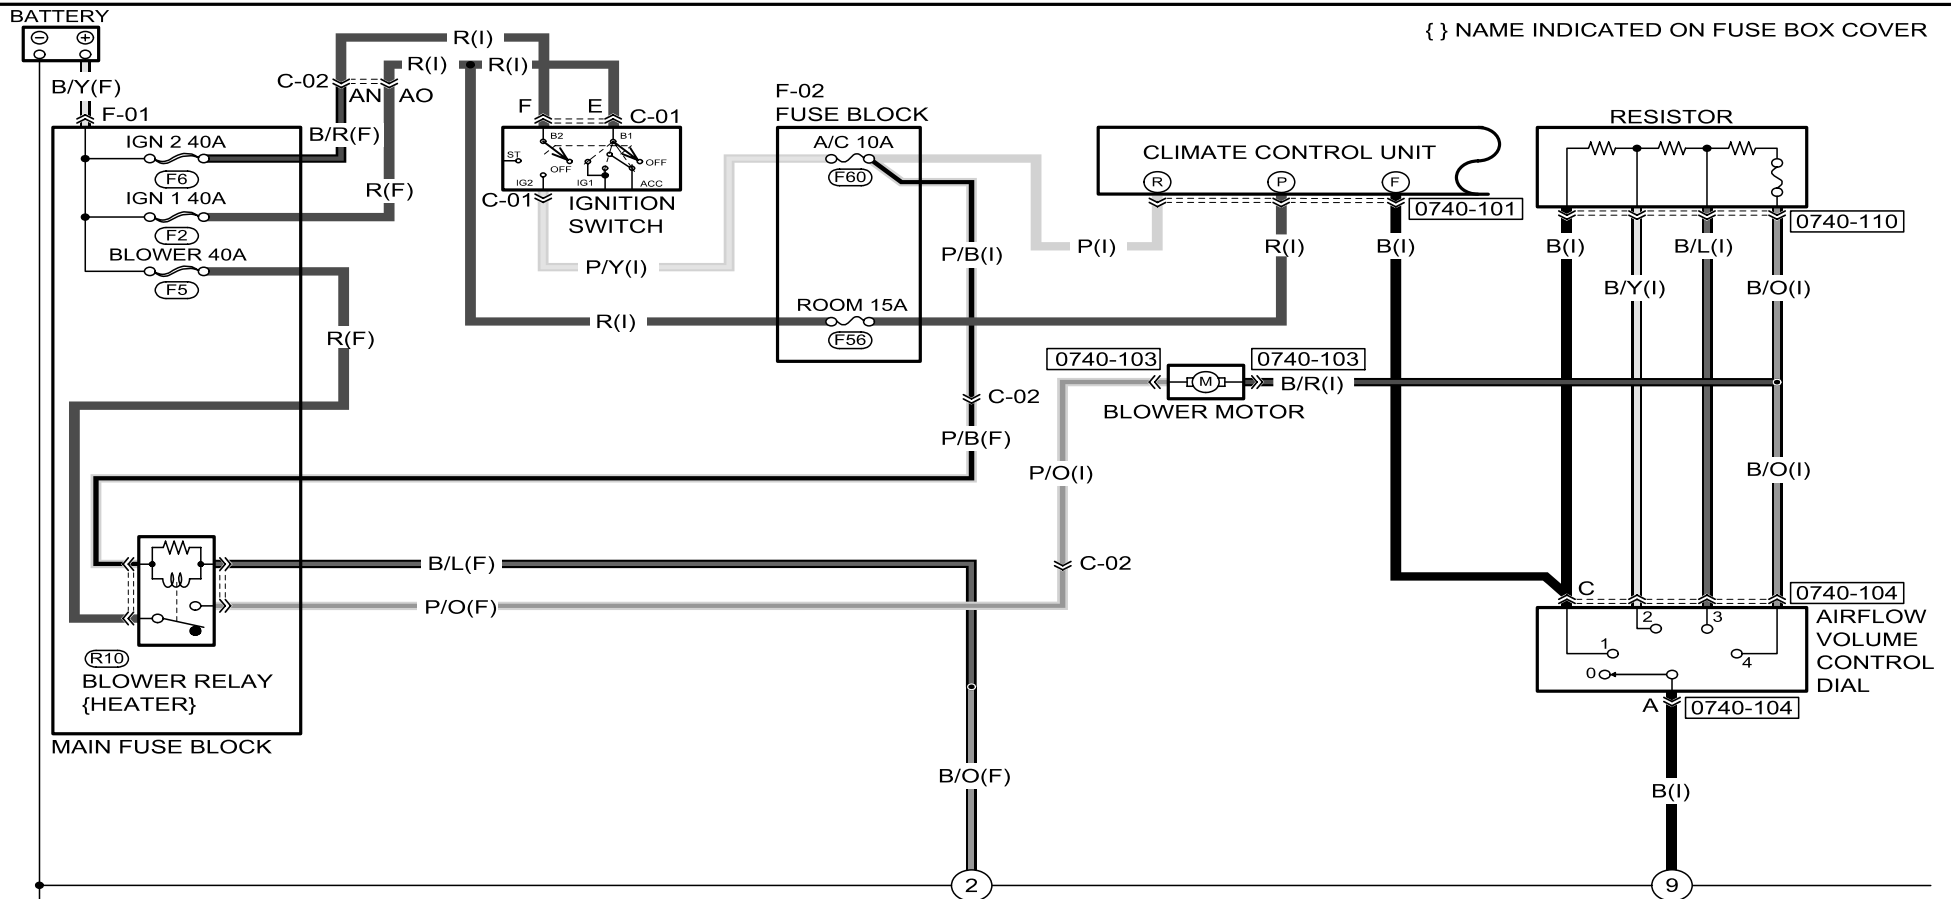 BATTERY
{ } NAME INDICATED ON FUSE BOX COVER
R(I)
R(I)
R(I)
C-02
AN
AO
B/Y(F)
F-01
F
E
C-01
F-02
FUSE BLOCK
RESISTOR
IGN 2 40A
B/R(F)
F6
B2
B1
ST
OFF
OFF
IG2
IG1
ACC
C-01
IGNITION
SWITCH
A/C 10A
F60
CLIMATE CONTROL UNIT
R
P
F
0740-101
0740-110
IGN 1 40A
R(F)
F2
BLOWER 40A
F5
P/Y(I)
P/B(I)
P(I)
R(I)
B(I)
B(I)
B/L(I)
B/Y(I)
B/O(I)
R(F)
R(I)
ROOM 15A
F56
0740-103
0740-103
M
B/R(I)
BLOWER MOTOR
C-02
P/B(F)
P/O(I)
B/O(I)
B/L(F)
C-02
P/O(F)
C
0740-104
AIRFLOW
VOLUME
CONTROL
DIAL
2
3
1
4
0
R10
BLOWER RELAY
{HEATER}
A
0740-104
MAIN FUSE BLOCK
B/O(F)
B(I)
2
9